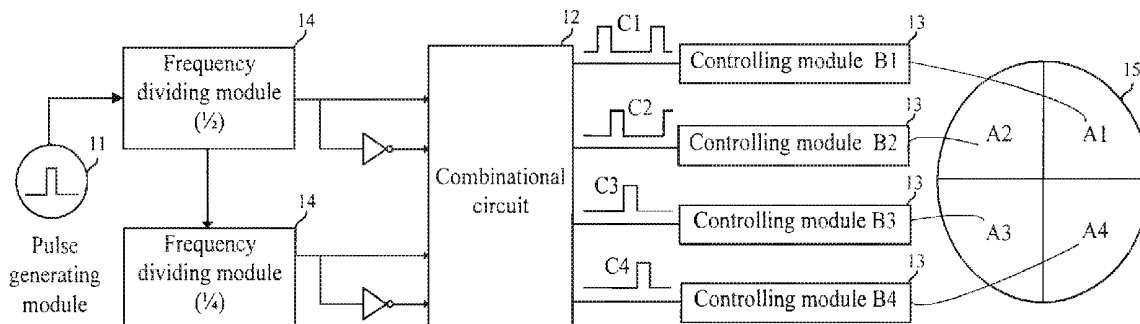 14
Frequency
dividing module
(½)
11
Pulse
generating
module
14
Frequency
dividing module
(¼)
12
Combinational
circuit
C1
13
Controlling module B1
C2
13
Controlling module B2
C3
13
Controlling module B3
C4
13
Controlling module B4
15
A2
A1
A3
A4